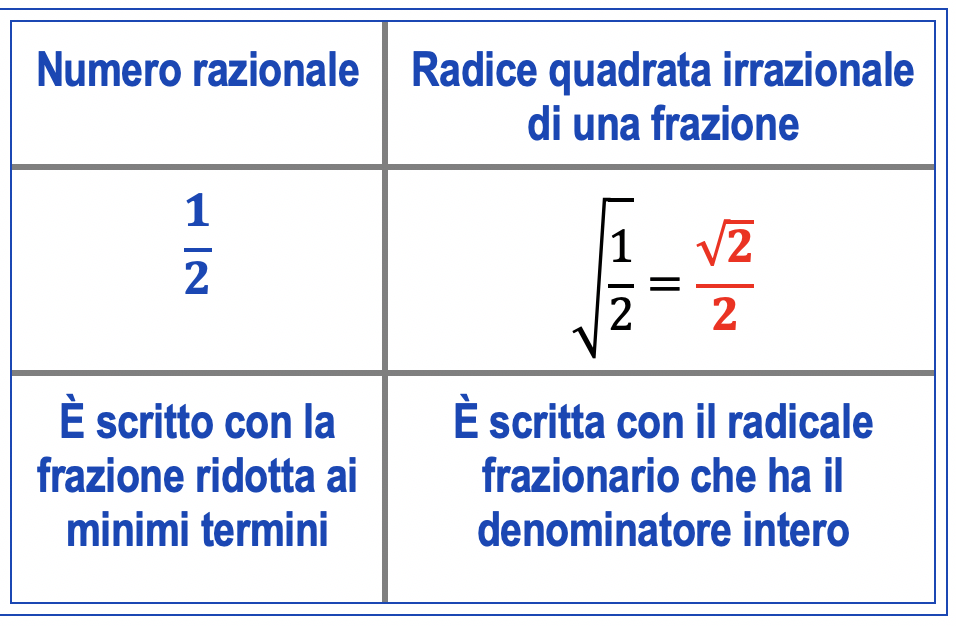 Numero razionale
Radice quadrata irrazionale
di una frazione
1
2
√1/2 = √2/2
È scritto con la
frazione ridotta ai
minimi termini
È scritta con il radicale
frazionario che ha il
denominatore intero